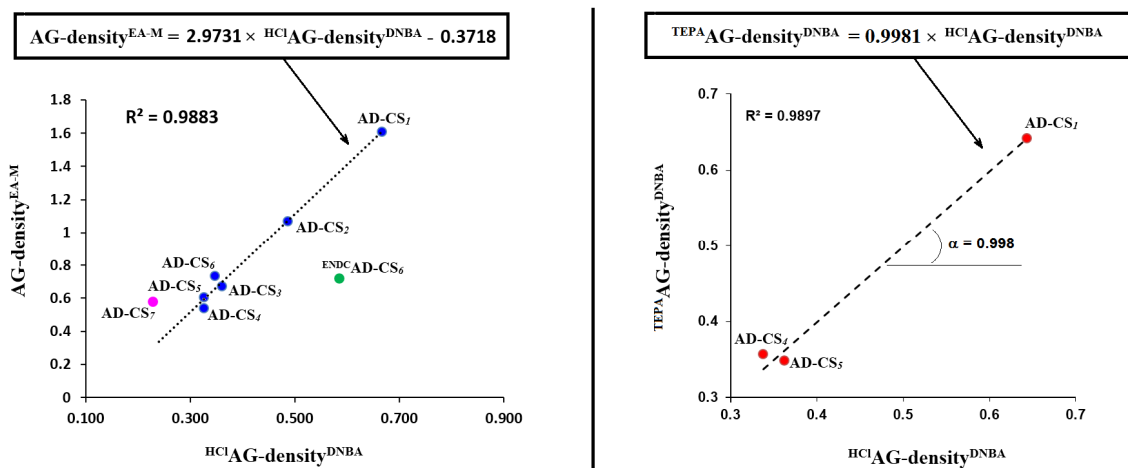 AG-density^EA-M = 2.9731 × ^HCl AG-density^DNBA - 0.3718
R² = 0.9883
AG-density^EA-M
1.8
1.6
1.4
1.2
1
0.8
0.6
0.4
0.2
0
AD-CS₁
AD-CS₂
AD-CS₆
^ENDC AD-CS₆
AD-CS₅
AD-CS₃
AD-CS₇
AD-CS₄
0.100
0.300
0.500
0.700
0.900
^HCl AG-density^DNBA
^TEPA AG-density^DNBA = 0.9981 × ^HCl AG-density^DNBA
R² = 0.9897
^TEPA AG-density^DNBA
0.7
0.6
0.5
0.4
0.3
AD-CS₁
α = 0.998
AD-CS₄
AD-CS₅
0.3
0.4
0.5
0.6
0.7
^HCl AG-density^DNBA